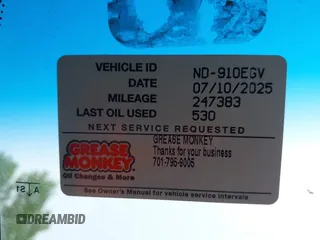 VEHICLE ID ND-910EGV
DATE 07/10/2025
MILEAGE 247383
LAST OIL USED 530
NEXT SERVICE REQUESTED
GREASE MONKEY
Oil Changes & More
GREASE MONKEY
Thanks for your business
701-795-6005
See Owner's Manual for vehicle service intervals
AS1
DREAMBID